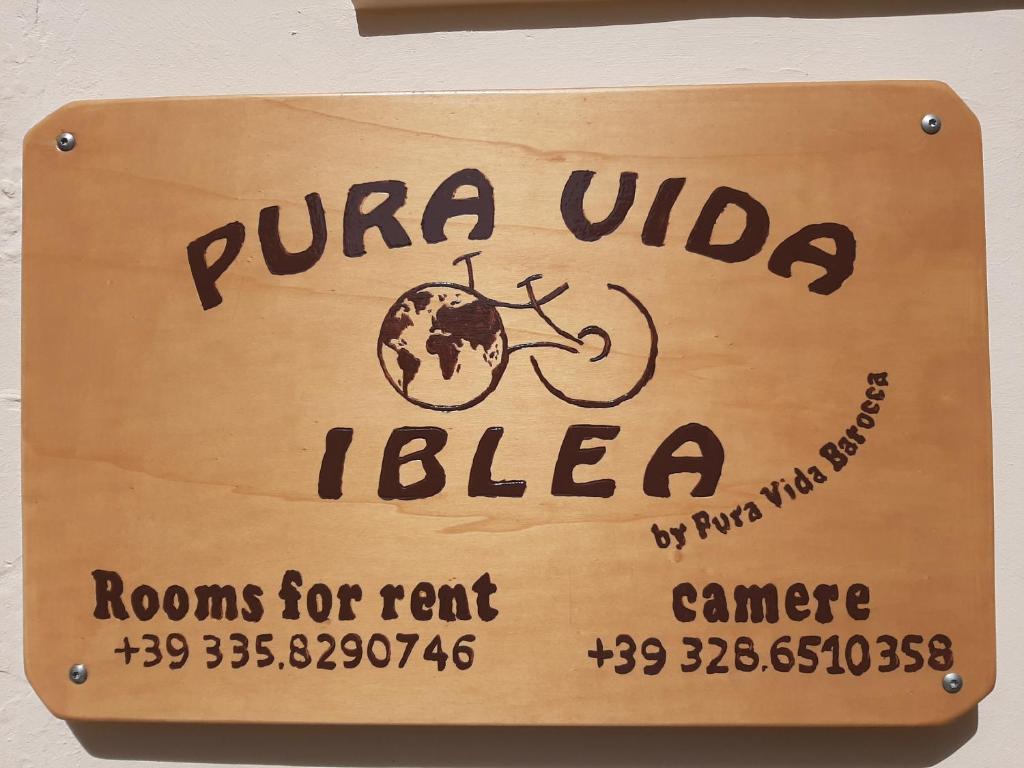 PURA VIDA
IBLEA
by Pura Vida Barocca
Rooms for rent
+39 335.8290746
camere
+39 328.6510358